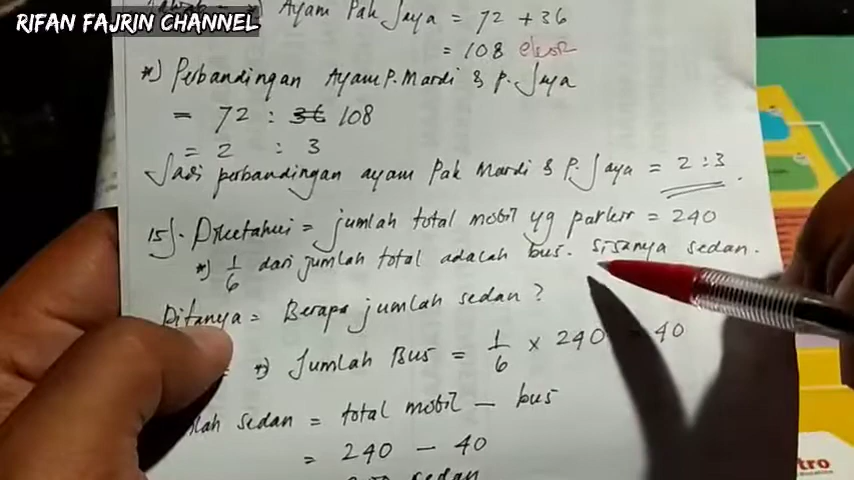 RIFAN FAJRIN CHANNEL
Ayam Pak Jaya = 72 + 36
= 108 ekor
*) Perbandingan Ayam P. Mardi & P. Jaya
= 72 : 36 108
= 2 : 3
Jadi perbandingan ayam Pak Mardi & P. Jaya = 2 : 3.
15). Diketahui = jumlah total mobil yg parkir = 240
*) 1/6 dari jumlah total adalah bus. Sisanya sedan.
Ditanya = Berapa jumlah sedan ?
*) Jumlah Bus = 1/6 x 240 = 40
lah sedan = total mobil - bus
= 240 - 40
sedan
tro